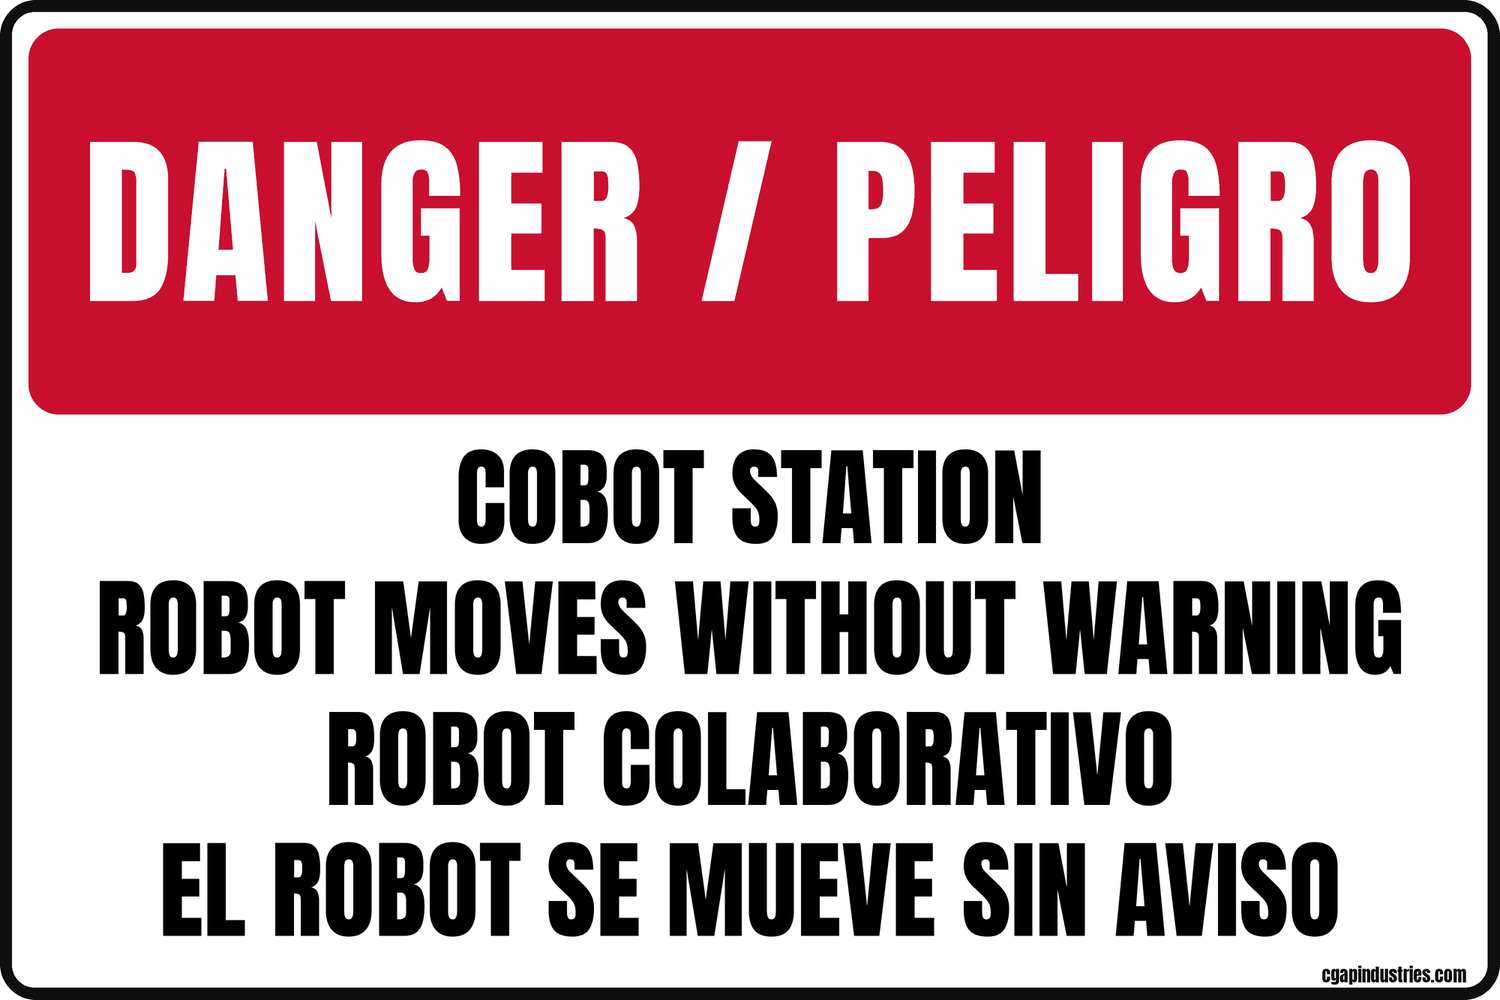 DANGER / PELIGRO
COBOT STATION
ROBOT MOVES WITHOUT WARNING
ROBOT COLABORATIVO
EL ROBOT SE MUEVE SIN AVISO
cgapindustries.com